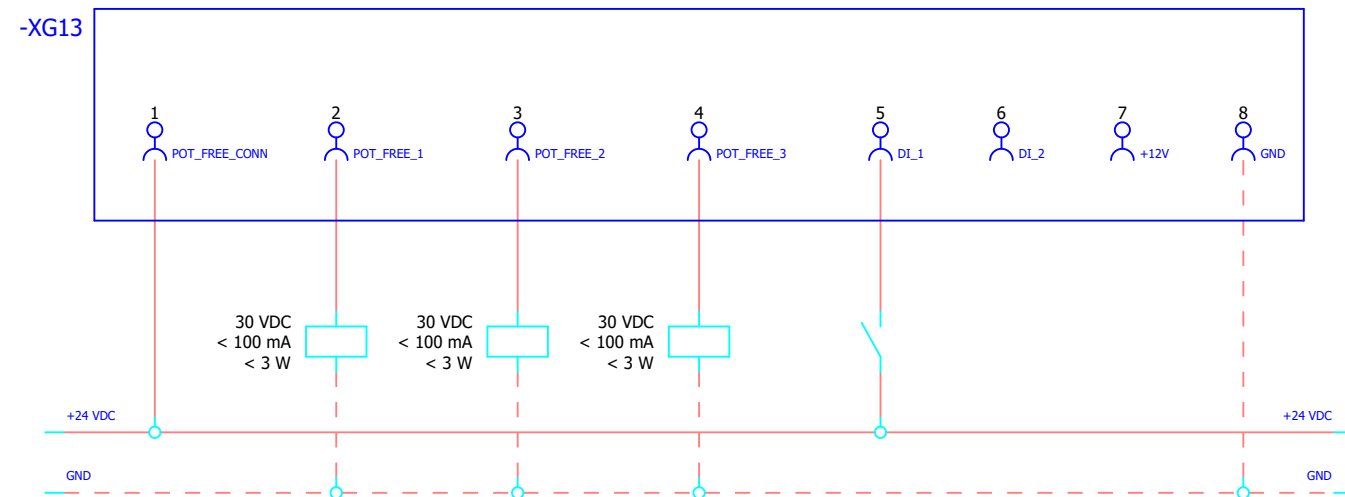 -XG13
1 2 3 4 5 6 7 8
POT_FREE_CONN POT_FREE_1 POT_FREE_2 POT_FREE_3 DI_1 DI_2 +12V GND
30 VDC 30 VDC 30 VDC
< 100 mA < 100 mA < 100 mA
< 3 W < 3 W < 3 W
+24 VDC +24 VDC
GND GND